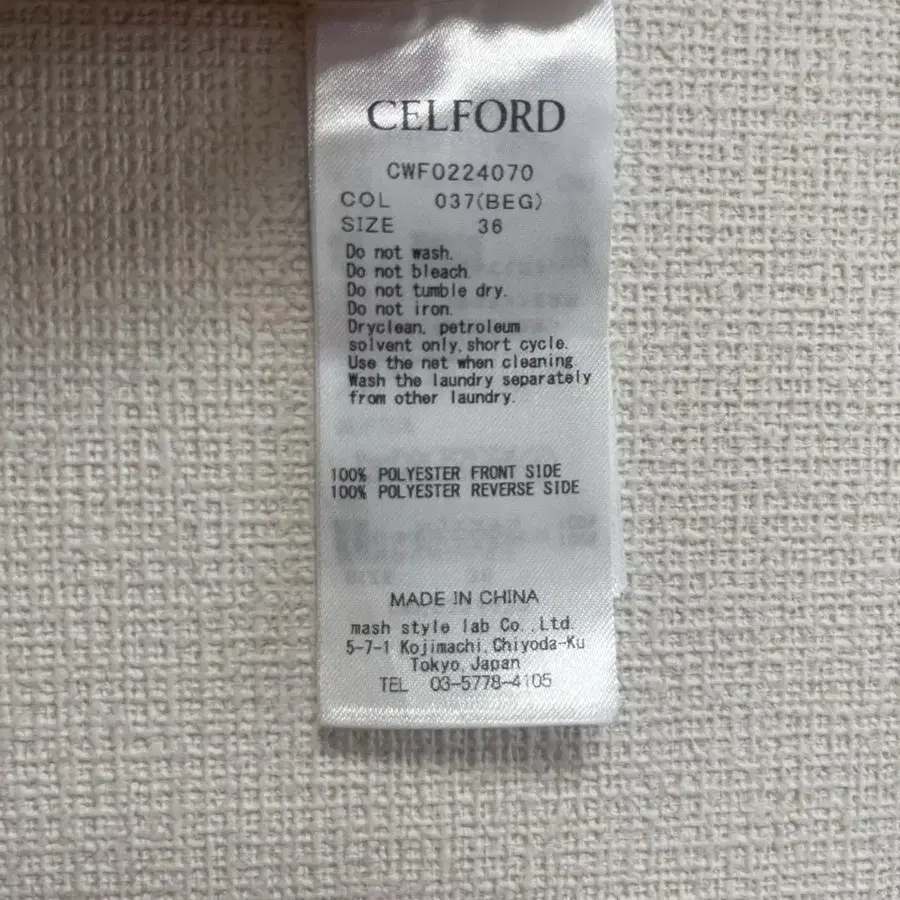 CELFORD
CWF0224070
COL 037(BEG)
SIZE 36
Do not wash.
Do not bleach.
Do not tumble dry.
Do not iron.
Dryclean, petroleum
solvent only, short cycle.
Use the net when cleaning.
Wash the laundry separately
from other laundry.
100% POLYESTER FRONT SIDE
100% POLYESTER REVERSE SIDE
MADE IN CHINA
mash style lab Co., Ltd.
5-7-1 Kojimachi, Chiyoda-Ku
Tokyo, Japan
TEL 03-5778-4105